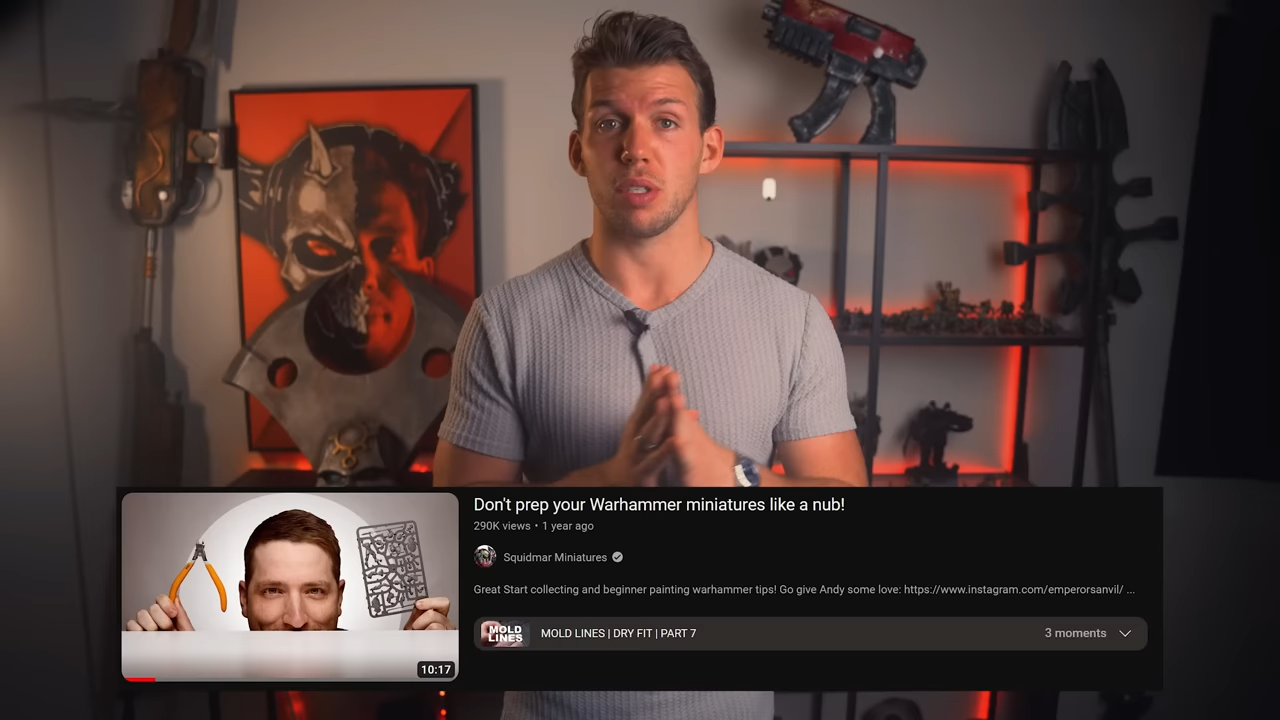 Don't prep your Warhammer miniatures like a nub!
290K views • 1 year ago
Squidmar Miniatures
Great Start collecting and beginner painting warhammer tips! Go give Andy some love: https://www.instagram.com/emperorsanvil/ ...
MOLD
LINES
MOLD LINES | DRY FIT | PART 7
3 moments
10:17